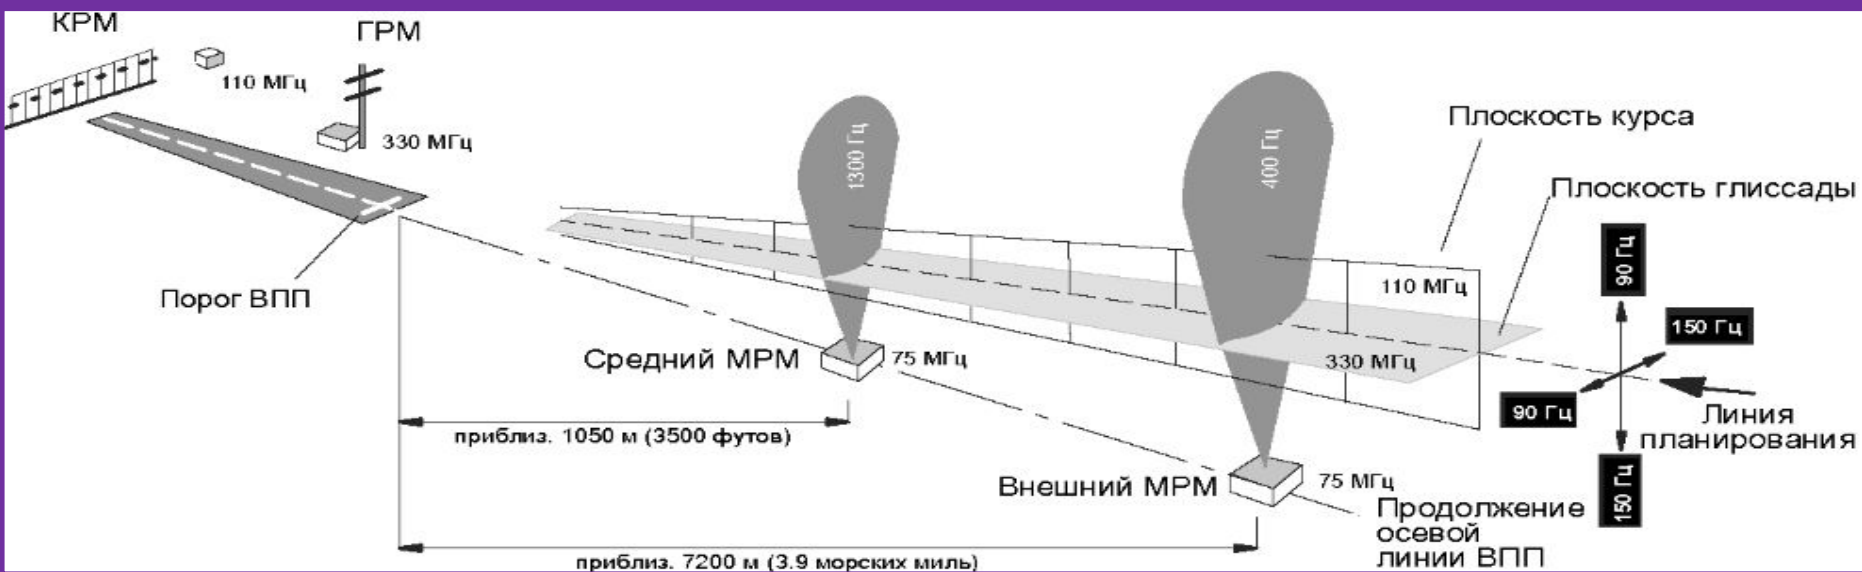 КРМ
ГРМ
110 МГц
330 МГц
1300 Гц
400 Гц
Плоскость курса
Плоскость глиссады
90 Гц
150 Гц
110 МГц
Порог ВПП
Средний МРМ
75 МГц
330 МГц
90 Гц
Линия
планирования
приблиз. 1050 м (3500 футов)
150 Гц
Внешний МРМ
75 МГц
Продолжение
осевой
линии ВПП
приблиз. 7200 м (3.9 морских миль)